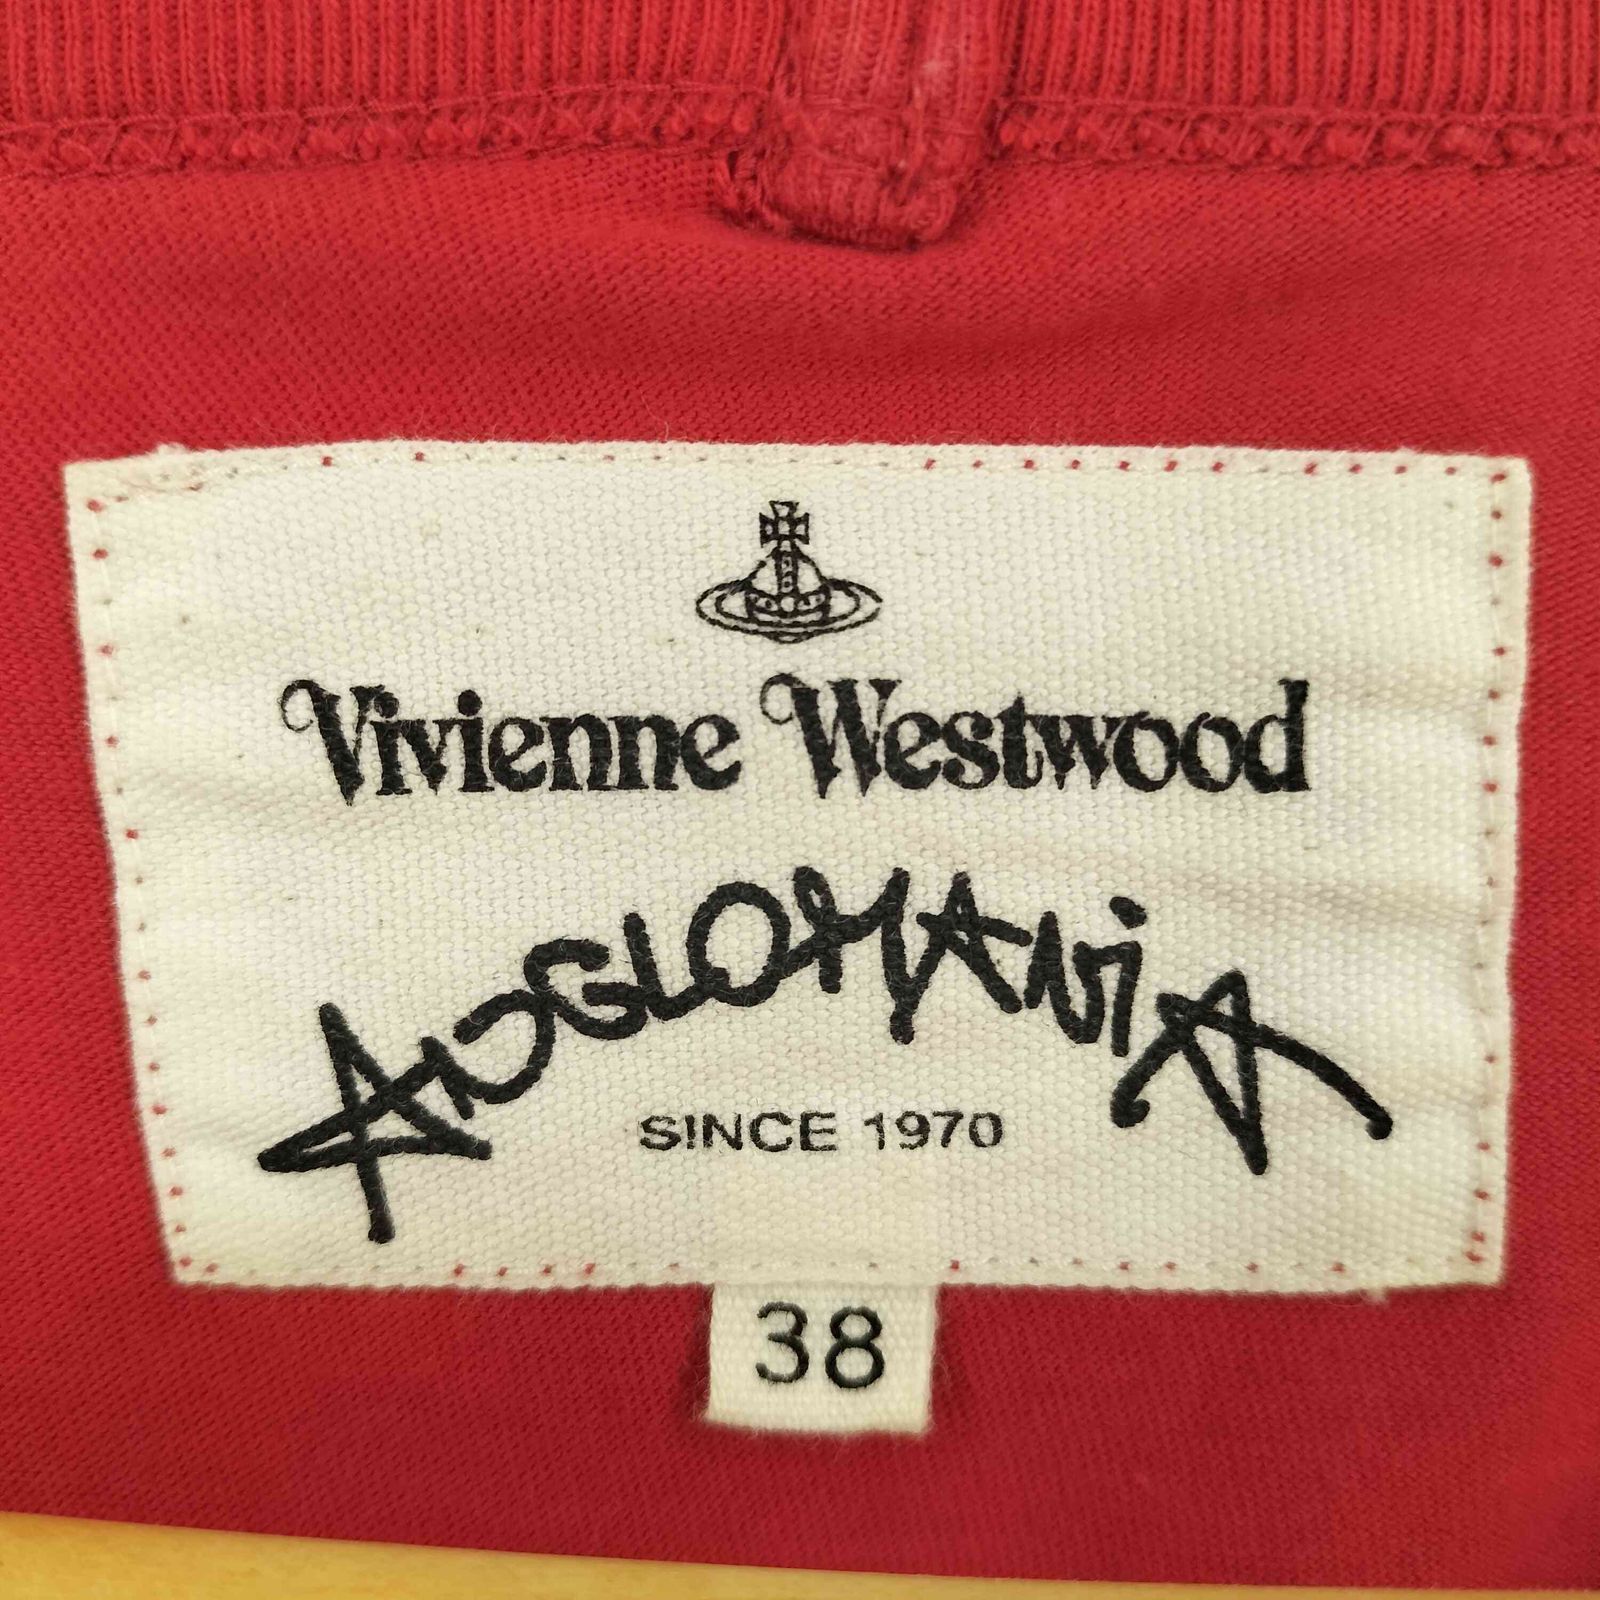 Vivienne Westwood
ANGLOMANiA
SINCE 1970
38